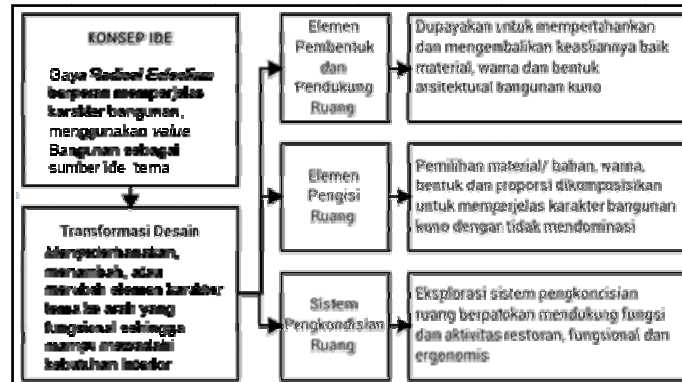 KONSEP IDE
Gaya Radical Eclecticism
berperan memperjelas
karakter bangunan,
menggunakan value
Bangunan sebagai
sumber ide tema
Transformasi Desain
Menyederhanakan,
menambah, atau
merubah elemen karakter
tema ke arah yang
fungsional sehingga
mampu mewadahi
kebutuhan interior
Elemen
Pembentuk
dan
Pendukung
Ruang
Dupayakan untuk mempertahankan
dan mengembalikan keasliannya baik
material, warna dan bentuk
arsitektural bangunan kuno
Elemen
Pengisi
Ruang
Pemilihan material/ bahan, warna,
bentuk dan proporsi dikomposisikan
untuk memperjelas karakter bangunan
kuno dengan tidak mendominasi
Sistem
Pengkondisian
Ruang
Eksplorasi sistem pengkoncisian
ruang berpatokan mendukung fungsi
dan aktivitas restoran, fungsional dan
ergonomis